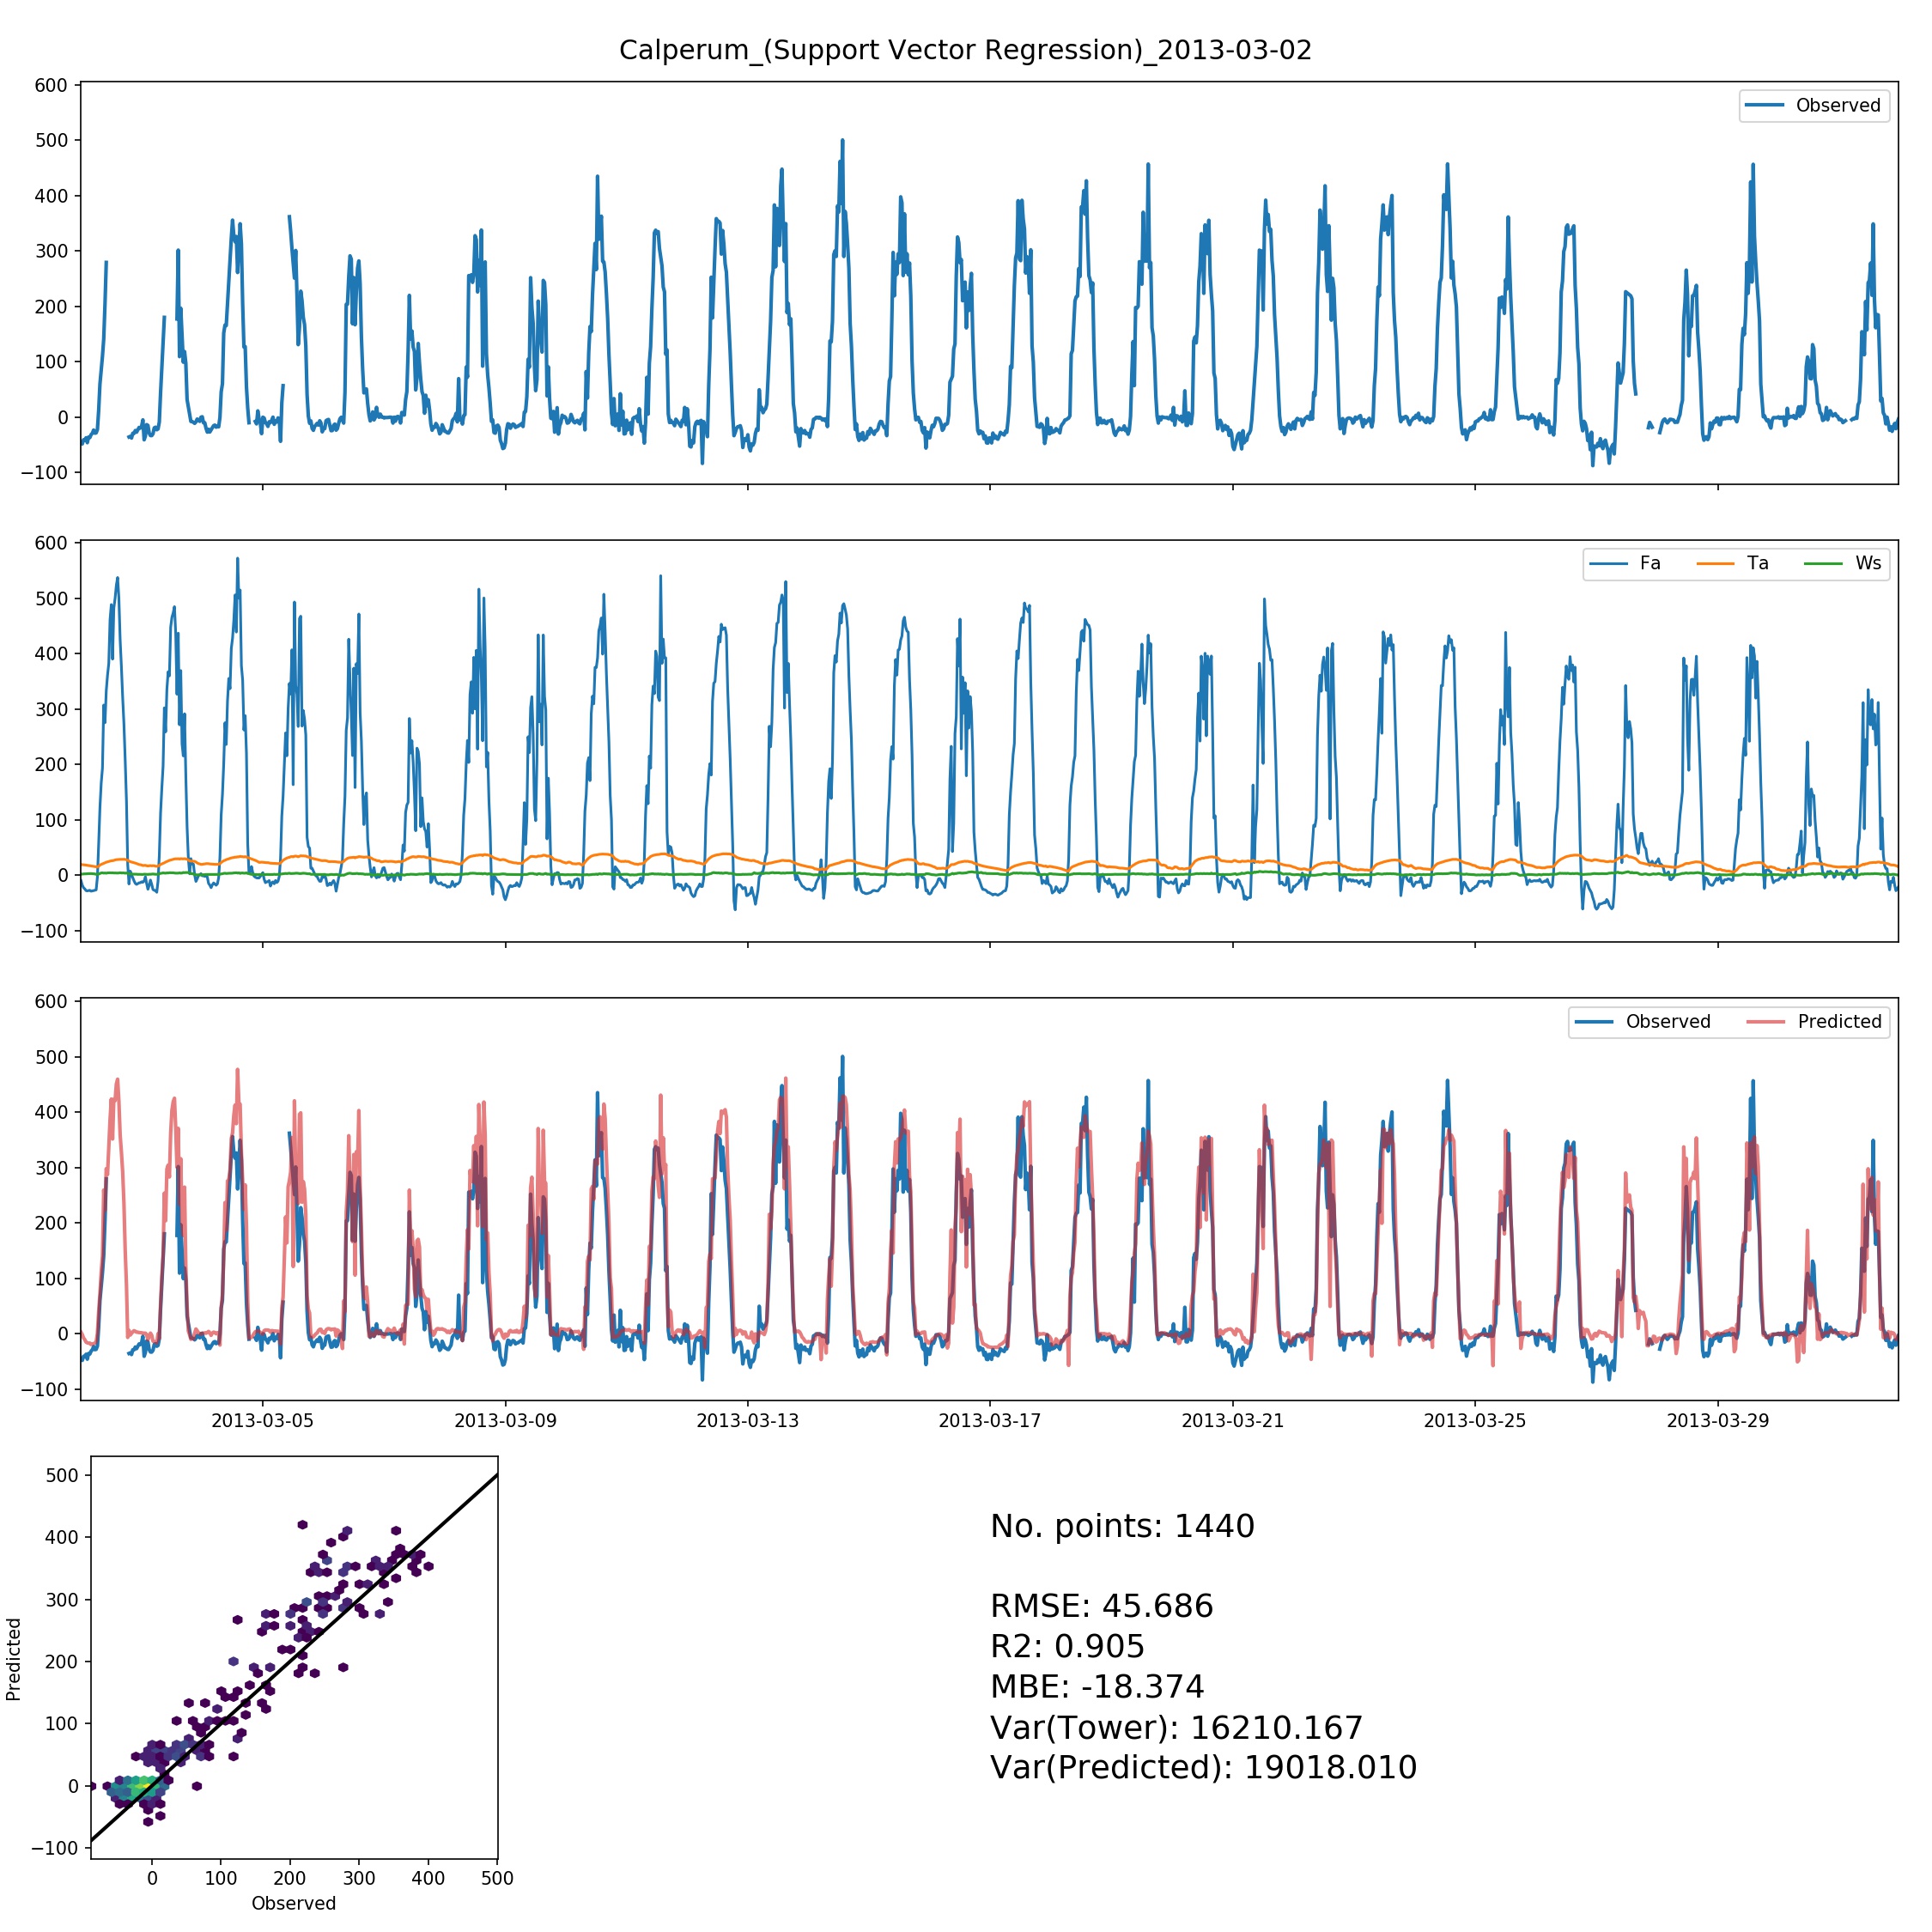 Calperum_(Support Vector Regression)_2013-03-02
600
500
400
300
200
100
0
−100
Observed
600
500
400
300
200
100
0
−100
Fa Ta Ws
600
500
400
300
200
100
0
−100
Observed Predicted
2013-03-05 2013-03-09 2013-03-13 2013-03-17 2013-03-21 2013-03-25 2013-03-29
Predicted
500
400
300
200
100
0
−100
0 100 200 300 400 500
Observed
No. points: 1440
RMSE: 45.686
R2: 0.905
MBE: -18.374
Var(Tower): 16210.167
Var(Predicted): 19018.010